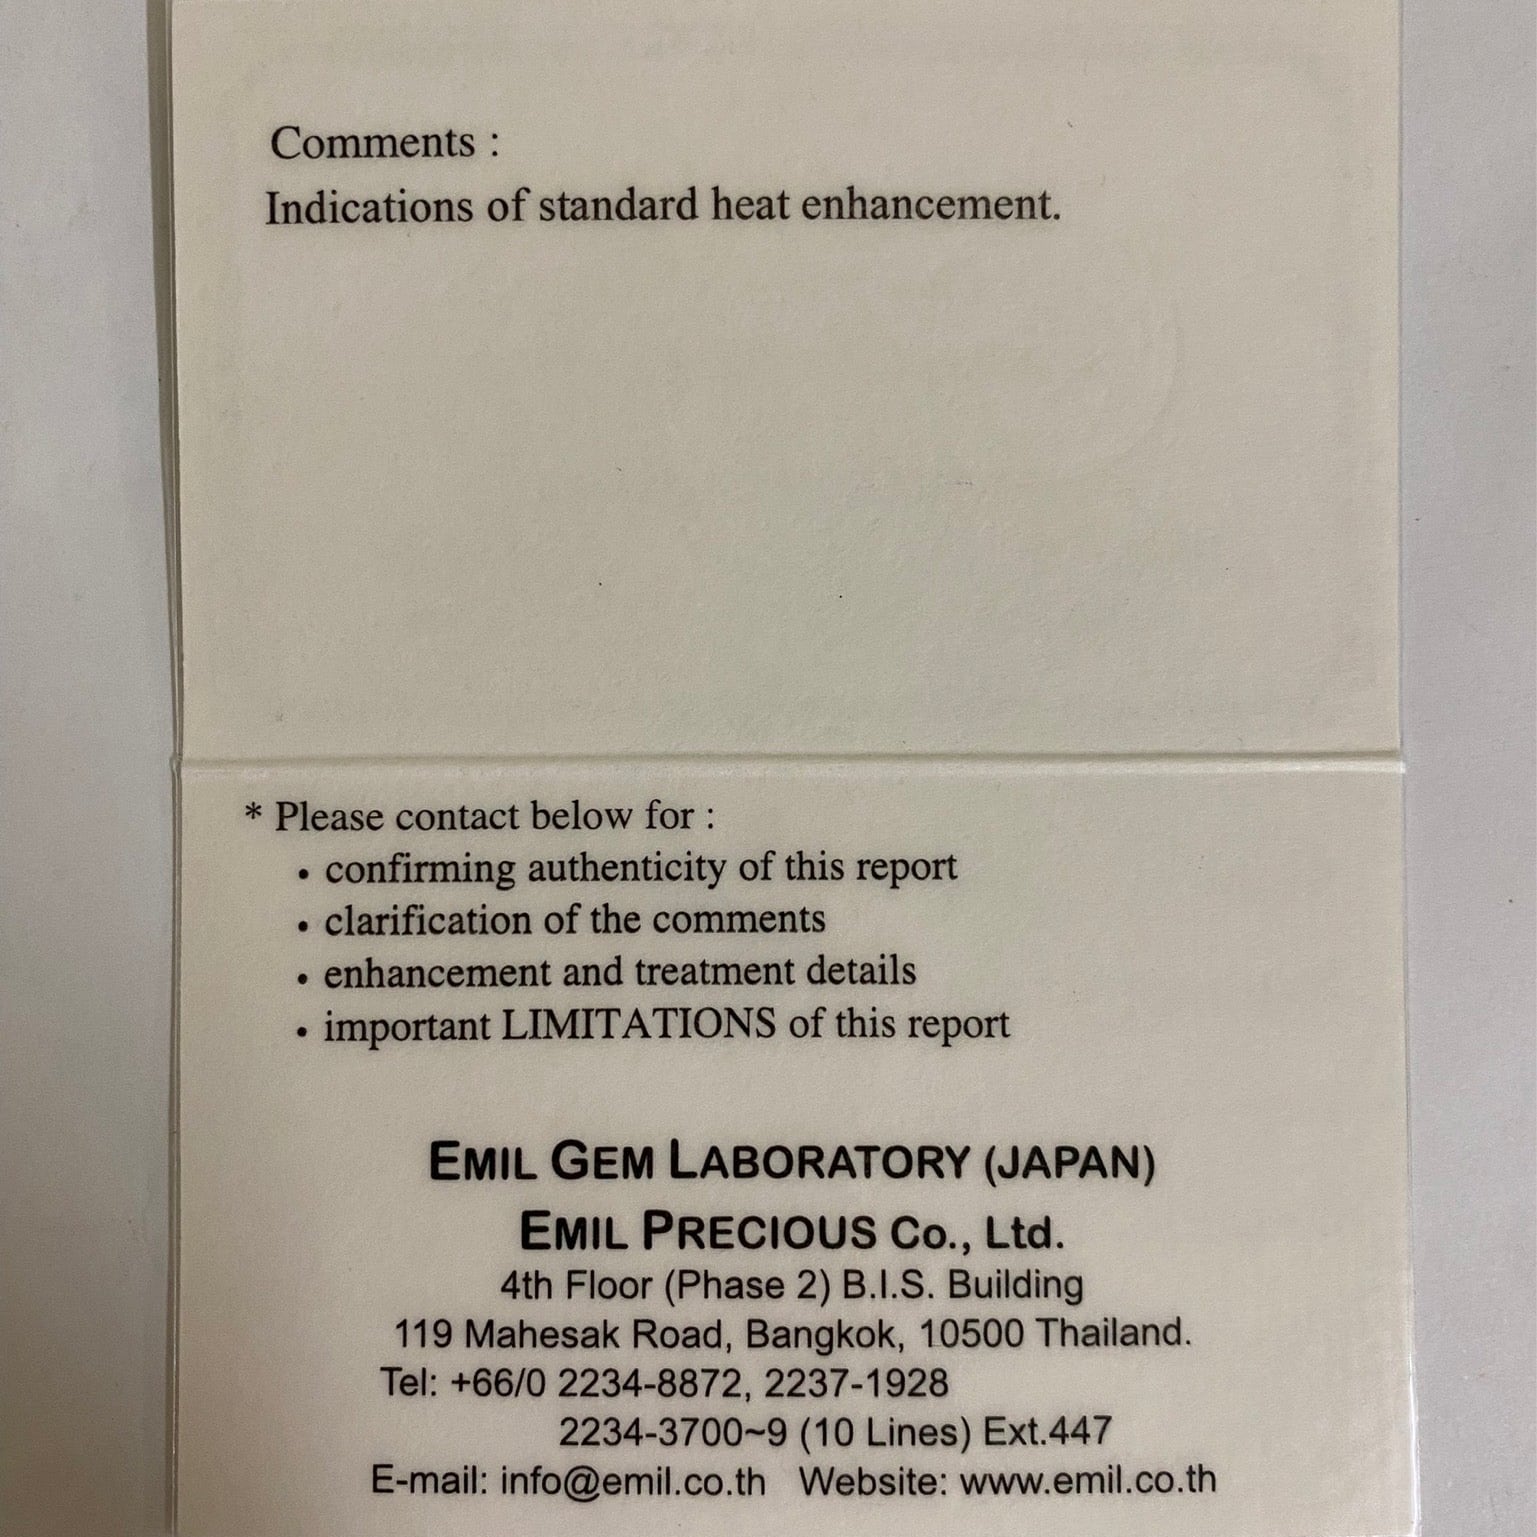 Comments :
Indications of standard heat enhancement.
* Please contact below for :
• confirming authenticity of this report
• clarification of the comments
• enhancement and treatment details
• important LIMITATIONS of this report
EMIL GEM LABORATORY (JAPAN)
EMIL PRECIOUS Co., Ltd.
4th Floor (Phase 2) B.I.S. Building
119 Mahesak Road, Bangkok, 10500 Thailand.
Tel: +66/0 2234-8872, 2237-1928
2234-3700~9 (10 Lines) Ext.447
E-mail: info@emil.co.th Website: www.emil.co.th